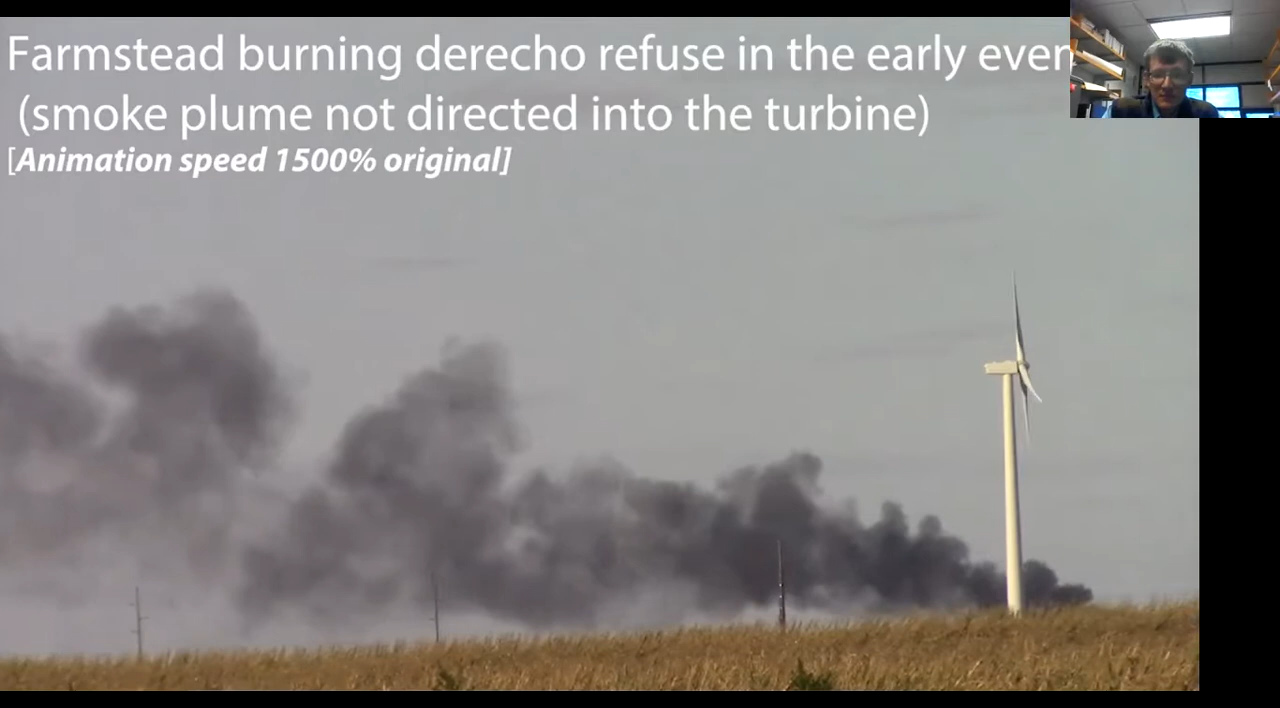 Farmstead burning derecho refuse in the early even
(smoke plume not directed into the turbine)
[Animation speed 1500% original]